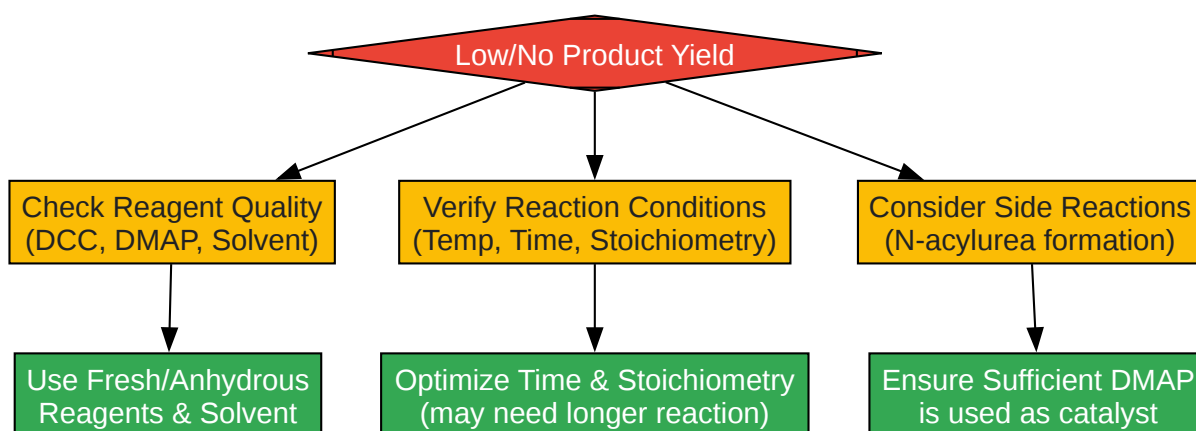 Low/No Product Yield
Check Reagent Quality
(DCC, DMAP, Solvent)
Verify Reaction Conditions
(Temp, Time, Stoichiometry)
Consider Side Reactions
(N-acylurea formation)
Use Fresh/Anhydrous
Reagents & Solvent
Optimize Time & Stoichiometry
(may need longer reaction)
Ensure Sufficient DMAP
is used as catalyst